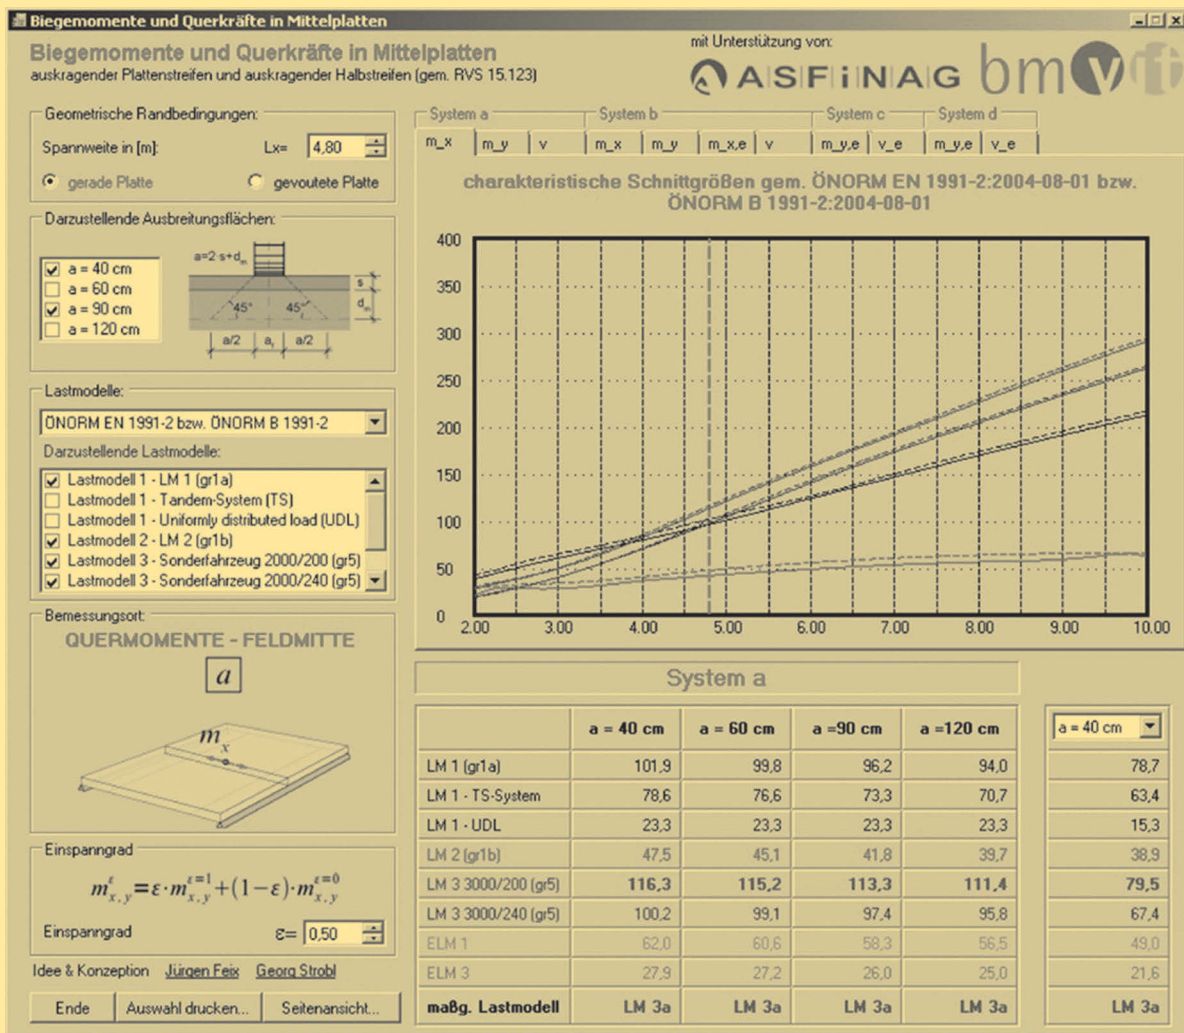 Biegemomente und Querkräfte in Mittelplatten
Biegemomente und Querkräfte in Mittelplatten
auskragender Plattenstreifen und auskragender Halbstreifen (gem. RVS 15.123)
mit Unterstützung von:
ASFiNAG bmvit
Geometrische Randbedingungen:
Spannweite in [m]: Lx= 4,80
gerade Platte gevoutete Platte
Darzustellende Ausbreitungsflächen:
a = 40 cm
a = 60 cm
a = 90 cm
a = 120 cm
a=2·s+dm
s
dm
45° 45°
a/2 a1 a/2
Lastmodelle:
ÖNORM EN 1991-2 bzw. ÖNORM B 1991-2
Darzustellende Lastmodelle:
Lastmodell 1 - LM 1 (gr1a)
Lastmodell 1 - Tandem-System (TS)
Lastmodell 1 - Uniformly distributed load (UDL)
Lastmodell 2 - LM 2 (gr1b)
Lastmodell 3 - Sonderfahrzeug 2000/200 (gr5)
Lastmodell 3 - Sonderfahrzeug 2000/240 (gr5)
Bemessungsort:
QUERMOMENTE - FELDMITTE
a
mx
Einspanngrad
m^ε_x,y = ε·m^ε=1_x,y + (1−ε)·m^ε=0_x,y
Einspanngrad ε= 0,50
Idee & Konzeption Jürgen Feix Georg Strobl
Ende Auswahl drucken... Seitenansicht...
System a System b System c System d
m_x m_y v m_x m_y m_x,e v m_y,e v_e m_y,e v_e
charakteristische Schnittgrößen gem. ÖNORM EN 1991-2:2004-08-01 bzw.
ÖNORM B 1991-2:2004-08-01
400
350
300
250
200
150
100
50
0
2.00 3.00 4.00 5.00 6.00 7.00 8.00 9.00 10.00
System a
a = 40 cm a = 60 cm a =90 cm a =120 cm a = 40 cm
LM 1 (gr1a) 101,9 99,8 96,2 94,0 78,7
LM 1 - TS-System 78,6 76,6 73,3 70,7 63,4
LM 1 - UDL 23,3 23,3 23,3 23,3 15,3
LM 2 (gr1b) 47,5 45,1 41,8 39,7 38,9
LM 3 3000/200 (gr5) 116,3 115,2 113,3 111,4 79,5
LM 3 3000/240 (gr5) 100,2 99,1 97,4 95,8 67,4
ELM 1 62,0 60,6 58,3 56,5 49,0
ELM 3 27,9 27,2 26,0 25,0 21,6
maßg. Lastmodell LM 3a LM 3a LM 3a LM 3a LM 3a